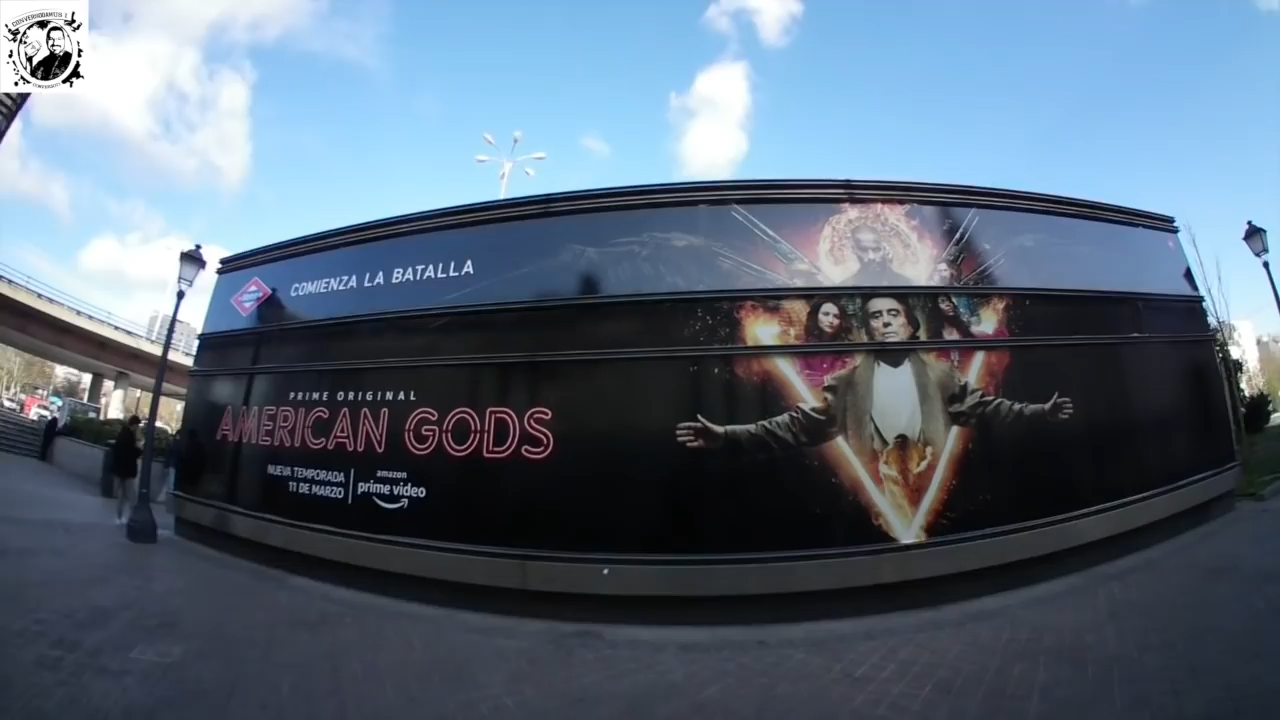 COMIENZA LA BATALLA
PRIME ORIGINAL
AMERICAN GODS
NUEVA TEMPORADA
11 DE MARZO
amazon
prime video